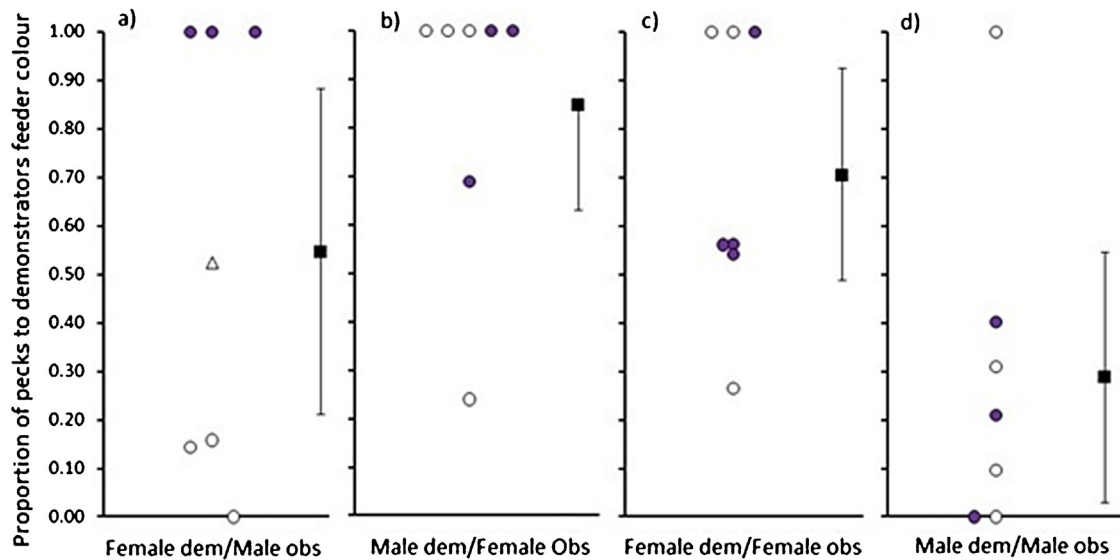 Proportion of pecks to demonstrators feeder colour
a)
b)
c)
d)
1.00
0.90
0.80
0.70
0.60
0.50
0.40
0.30
0.20
0.10
0.00
Female dem/Male obs
Male dem/Female Obs
Female dem/Female obs
Male dem/Male obs